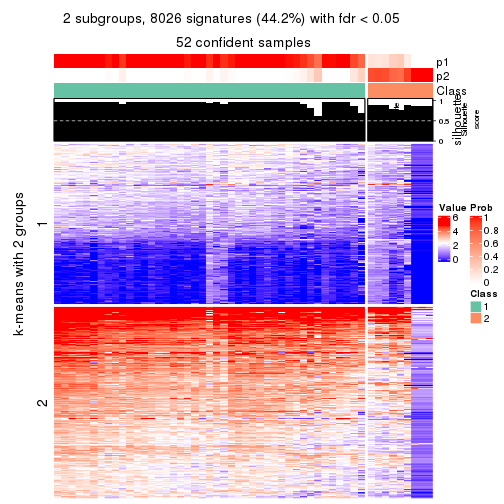 2 subgroups, 8026 signatures (44.2%) with fdr < 0.05
52 confident samples
p1
p2
Class
1
0.5
0
silhouette
Silhouette
score
k-means with 2 groups
1
2
Value
6
4
2
0
Prob
1
0.8
0.6
0.4
0.2
0
Class
1
2